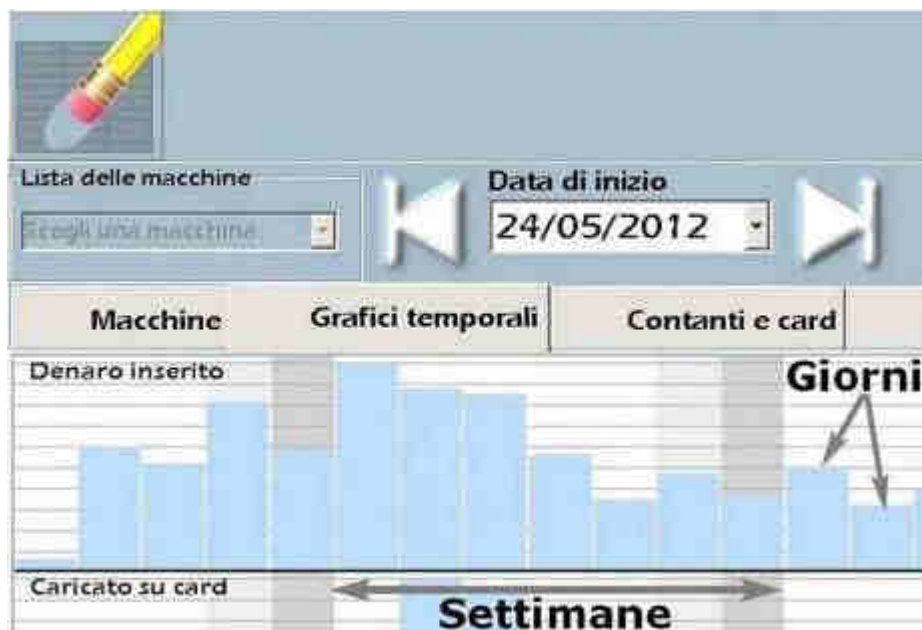 Lista delle macchine
Scegli una macchina
Data di inizio
24/05/2012
Macchine
Grafici temporali
Contanti e card
Denaro inserito
Giorni
Caricato su card
Settimane